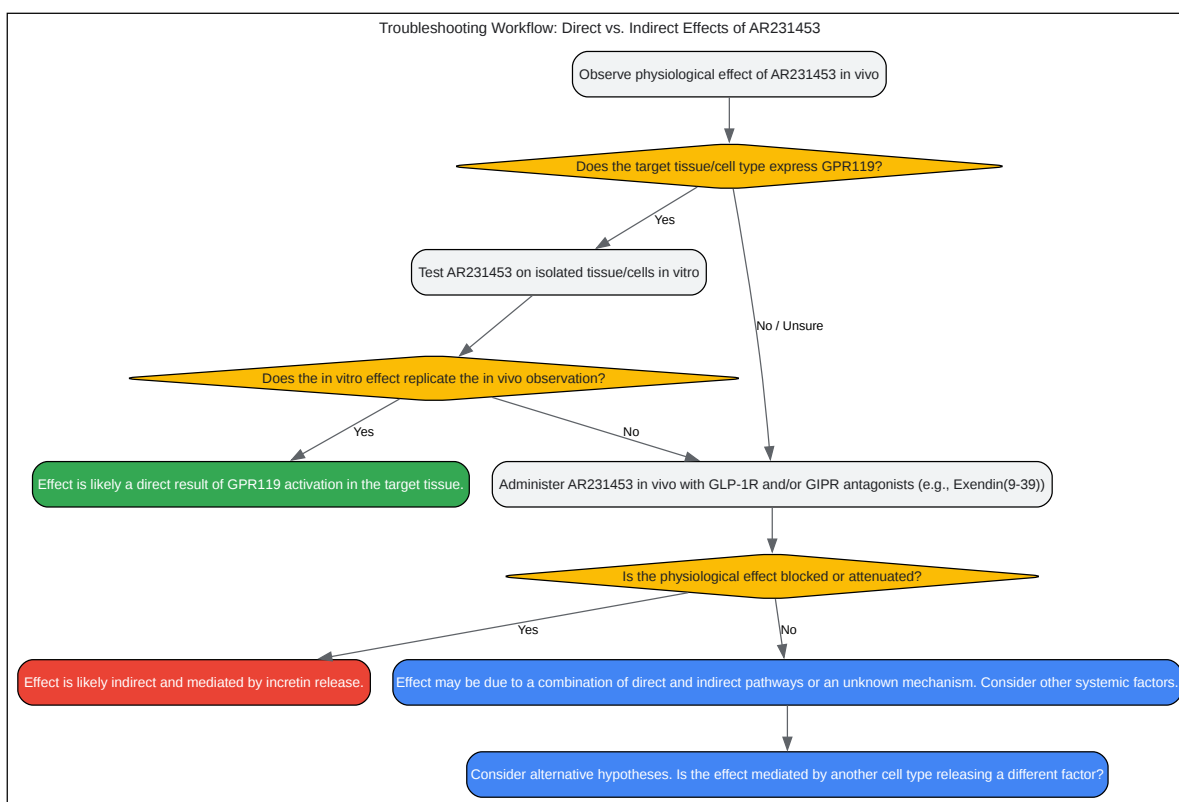 Troubleshooting Workflow: Direct vs. Indirect Effects of AR231453
Observe physiological effect of AR231453 in vivo
Does the target tissue/cell type express GPR119?
Yes
Test AR231453 on isolated tissue/cells in vitro
No / Unsure
Does the in vitro effect replicate the in vivo observation?
Yes
No
Effect is likely a direct result of GPR119 activation in the target tissue.
Administer AR231453 in vivo with GLP-1R and/or GIPR antagonists (e.g., Exendin(9-39))
Is the physiological effect blocked or attenuated?
Yes
No
Effect is likely indirect and mediated by incretin release.
Effect may be due to a combination of direct and indirect pathways or an unknown mechanism. Consider other systemic factors.
Consider alternative hypotheses. Is the effect mediated by another cell type releasing a different factor?